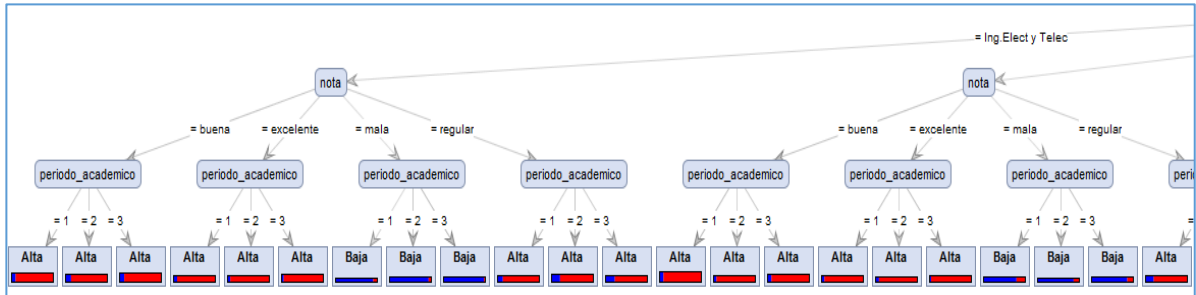 = Ing.Elect y Telec
nota nota
= buena = excelente = mala = regular = buena = excelente = mala = regular
periodo_academico periodo_academico periodo_academico periodo_academico periodo_academico periodo_academico periodo_academico perio
= 1 = 2 = 3 = 1 = 2 = 3 = 1 = 2 = 3 = 1 = 2 = 3 = 1 = 2 = 3 = 1 = 2 = 3 = 1 = 2 = 3 =
Alta Alta Alta Alta Alta Alta Baja Baja Baja Alta Alta Alta Alta Alta Alta Alta Alta Alta Baja Baja Baja Alta